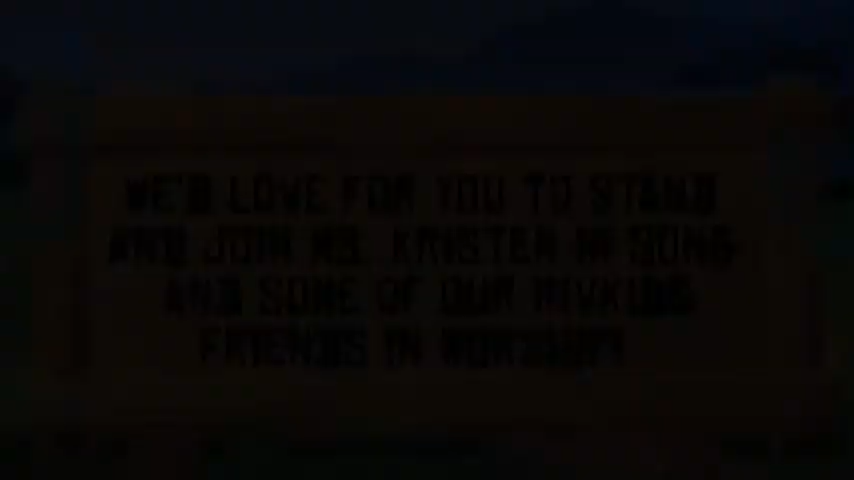 WE'D LOVE FOR YOU TO STAND
AND JOIN MS. KRISTEN IN SONG
AND SOME OF OUR RIVKIDS
FRIENDS IN WORSHIP!